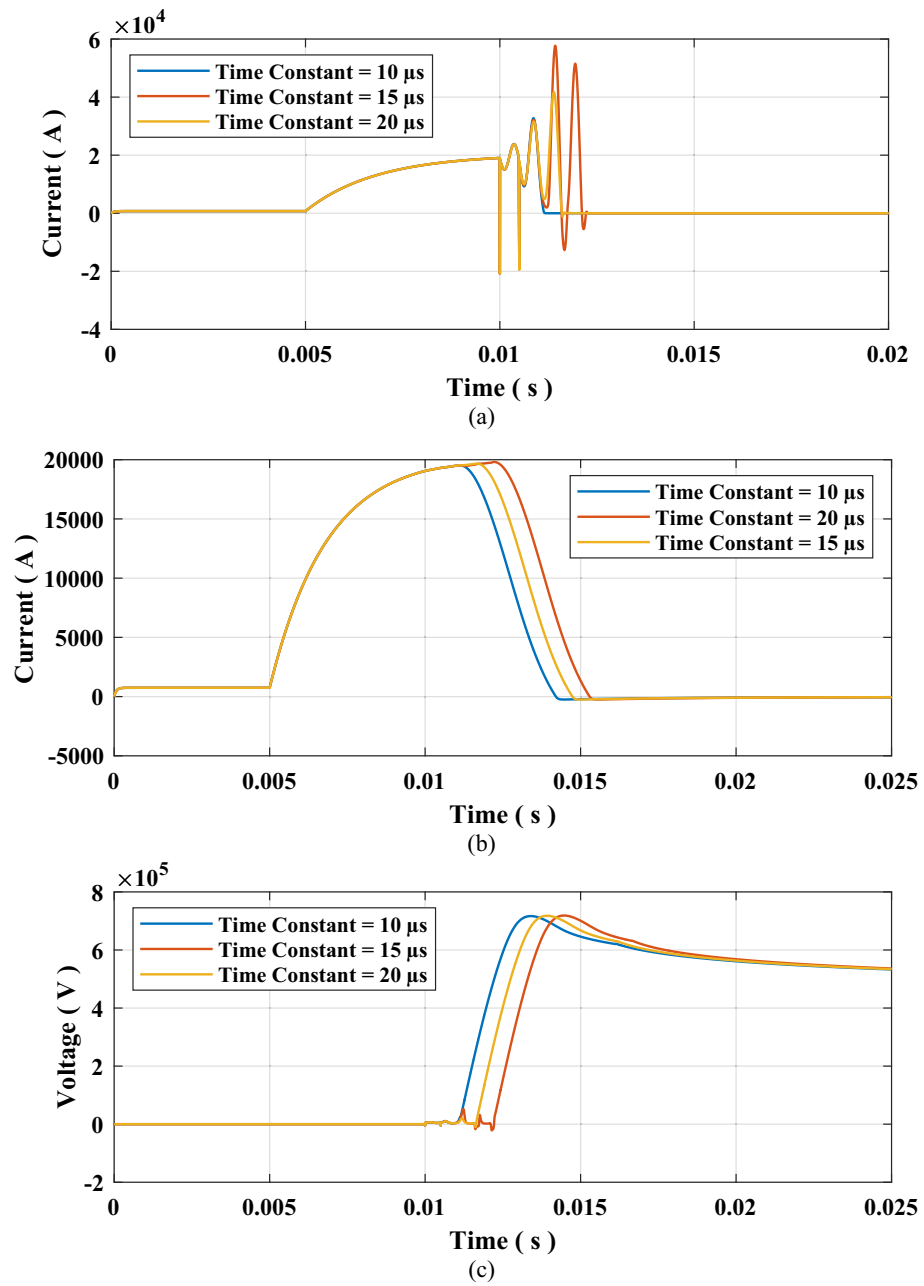 ×10⁴
6
4
2
0
-2
-4
Current ( A )
Time Constant = 10 µs
Time Constant = 15 µs
Time Constant = 20 µs
0 0.005 0.01 0.015 0.02
Time ( s )
(a)
20000
15000
10000
5000
0
-5000
Current ( A )
Time Constant = 10 µs
Time Constant = 20 µs
Time Constant = 15 µs
0 0.005 0.01 0.015 0.02 0.025
Time ( s )
(b)
×10⁵
8
6
4
2
0
-2
Voltage ( V )
Time Constant = 10 µs
Time Constant = 15 µs
Time Constant = 20 µs
0 0.005 0.01 0.015 0.02 0.025
Time ( s )
(c)